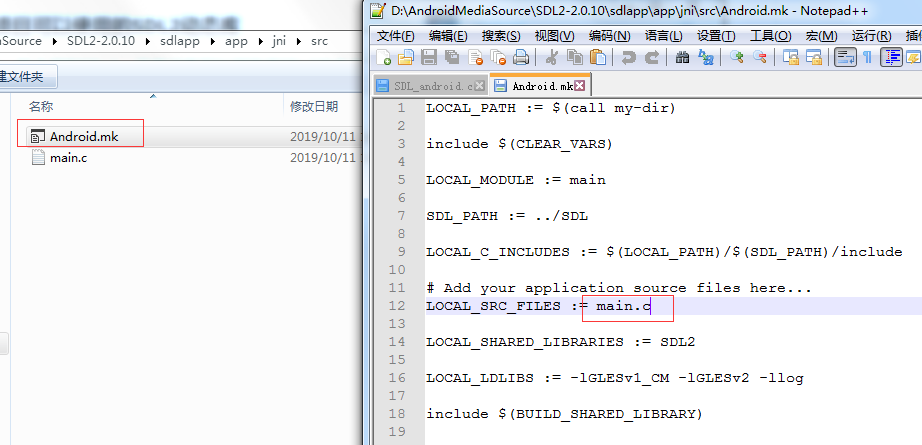 aSource ▸ SDL2-2.0.10 ▸ sdlapp ▸ app ▸ jni ▸ src
建文件夹
名称
修改日期
Android.mk
2019/10/11
main.c
2019/10/11
D:\AndroidMediaSource\SDL2-2.0.10\sdlapp\app\jni\src\Android.mk - Notepad++
文件(F) 编辑(E) 搜索(S) 视图(V) 编码(N) 语言(L) 设置(T) 工具(O) 宏(M) 运行(R) 插件
SDL_android.c
Android.mk
1 LOCAL_PATH := $(call my-dir)
2
3 include $(CLEAR_VARS)
4
5 LOCAL_MODULE := main
6
7 SDL_PATH := ../SDL
8
9 LOCAL_C_INCLUDES := $(LOCAL_PATH)/$(SDL_PATH)/include
10
11 # Add your application source files here...
12 LOCAL_SRC_FILES := main.c
13
14 LOCAL_SHARED_LIBRARIES := SDL2
15
16 LOCAL_LDLIBS := -lGLESv1_CM -lGLESv2 -llog
17
18 include $(BUILD_SHARED_LIBRARY)
19